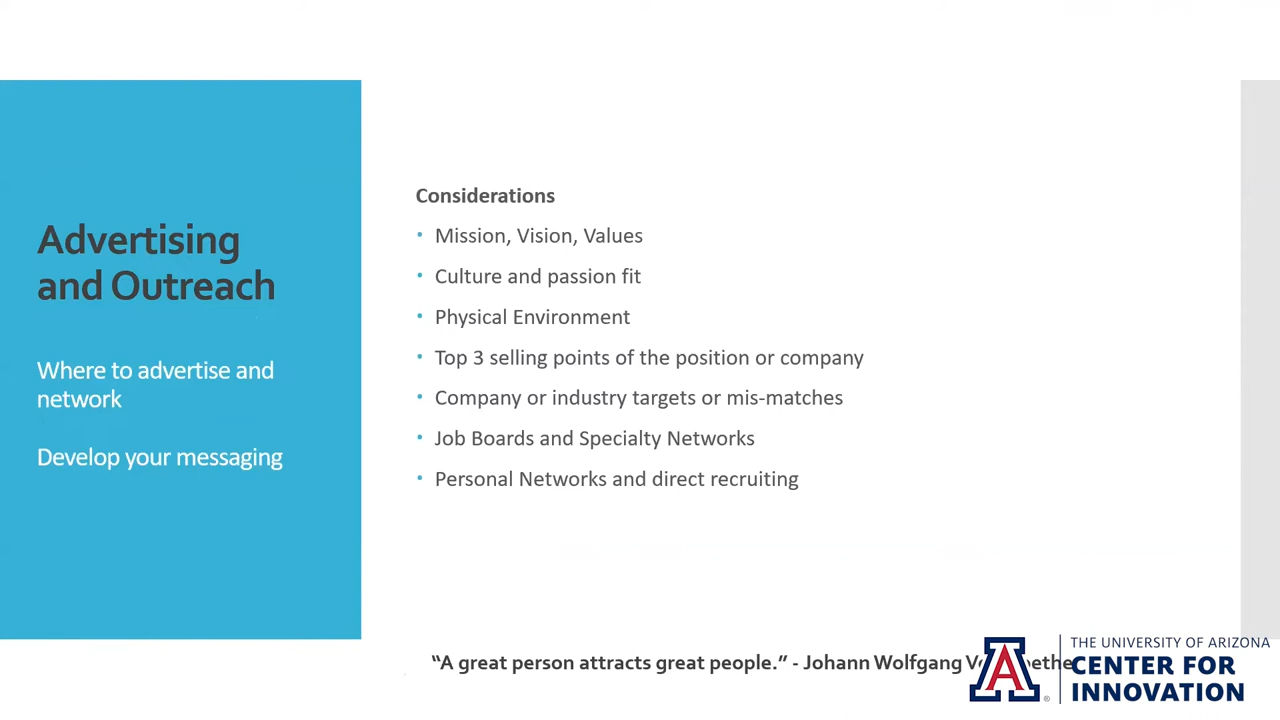 Advertising
and Outreach
Where to advertise and
network
Develop your messaging
Considerations
• Mission, Vision, Values
• Culture and passion fit
• Physical Environment
• Top 3 selling points of the position or company
• Company or industry targets or mis-matches
• Job Boards and Specialty Networks
• Personal Networks and direct recruiting
“A great person attracts great people.” - Johann Wolfgang
A
®
THE UNIVERSITY OF ARIZONA
CENTER FOR
INNOVATION